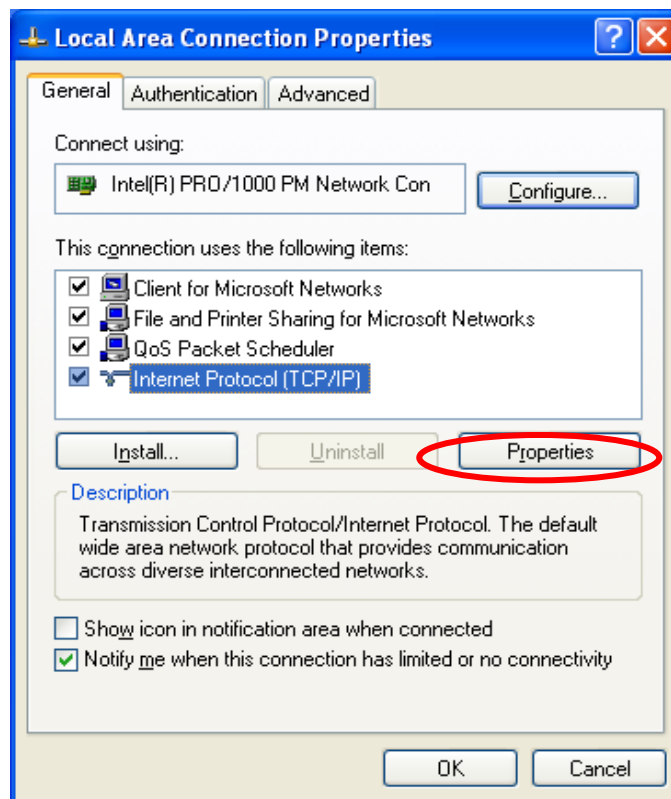 Local Area Connection Properties
General Authentication Advanced
Connect using:
Intel(R) PRO/1000 PM Network Con
Configure...
This connection uses the following items:
Client for Microsoft Networks
File and Printer Sharing for Microsoft Networks
QoS Packet Scheduler
Internet Protocol (TCP/IP)
Install... Uninstall Properties
Description
Transmission Control Protocol/Internet Protocol. The default
wide area network protocol that provides communication
across diverse interconnected networks.
Show icon in notification area when connected
Notify me when this connection has limited or no connectivity
OK Cancel